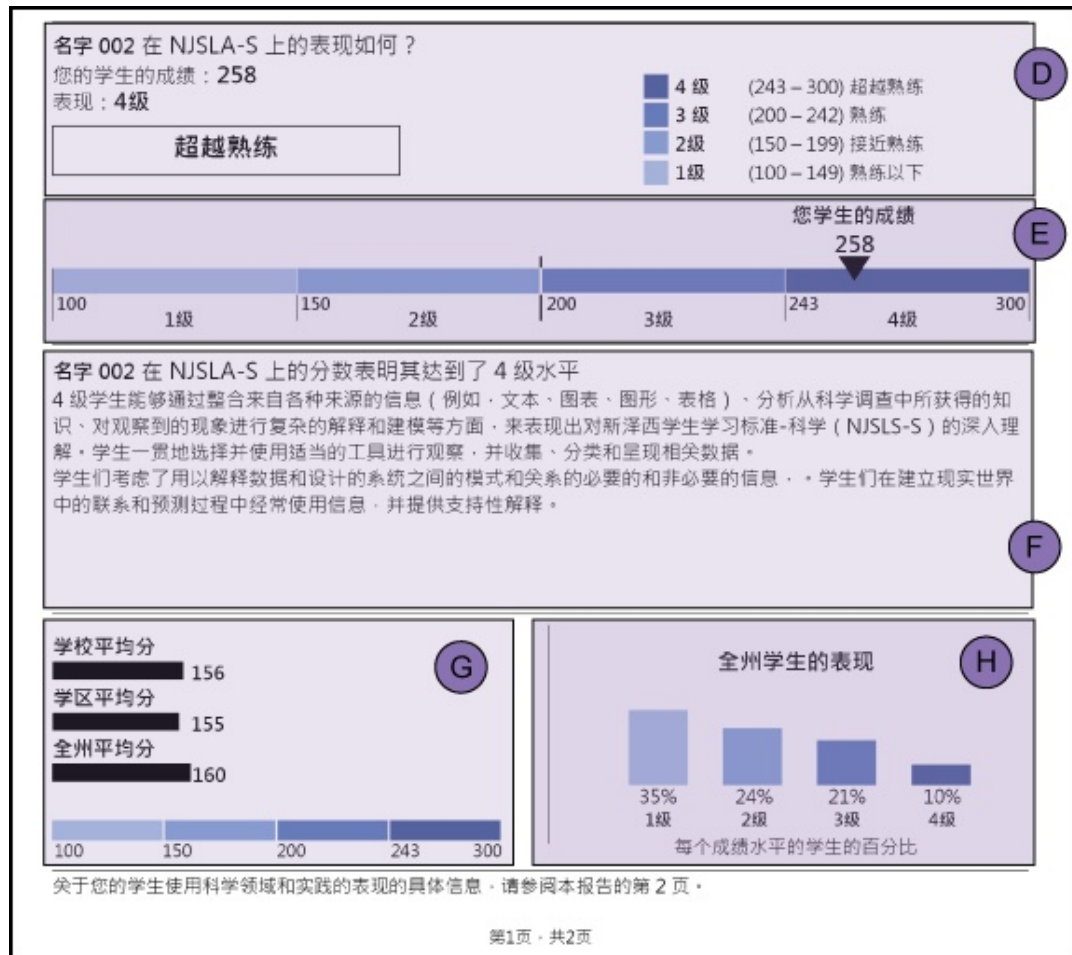 名字 002 在 NJSLA-S 上的表现如何？
您的学生的成绩：258
表现：4级
超越熟练
4 级 (243 – 300) 超越熟练
3 级 (200 – 242) 熟练
2级 (150 – 199) 接近熟练
1级 (100 – 149) 熟练以下
D
您学生的成绩
258
E
100 150 200 243 300
1级 2级 3级 4级
名字 002 在 NJSLA-S 上的分数表明其达到了 4 级水平
4 级学生能够通过整合来自各种来源的信息（例如，文本、图表、图形、表格）、分析从科学调查中所获得的知
识、对观察到的现象进行复杂的解释和建模等方面，来表现出对新泽西学生学习标准-科学（NJSLS-S）的深入理
解。学生一贯地选择并使用适当的工具进行观察，并收集、分类和呈现相关数据。
学生们考虑了用以解释数据和设计的系统之间的模式和关系的必要的和非必要的信息，。学生们在建立现实世界
中的联系和预测过程中经常使用信息，并提供支持性解释。
F
学校平均分
156
学区平均分
155
全州平均分
160
100 150 200 243 300
G
全州学生的表现
H
35% 24% 21% 10%
1级 2级 3级 4级
每个成绩水平的学生的百分比
关于您的学生使用科学领域和实践的表现的具体信息，请参阅本报告的第 2 页。
第1页，共2页